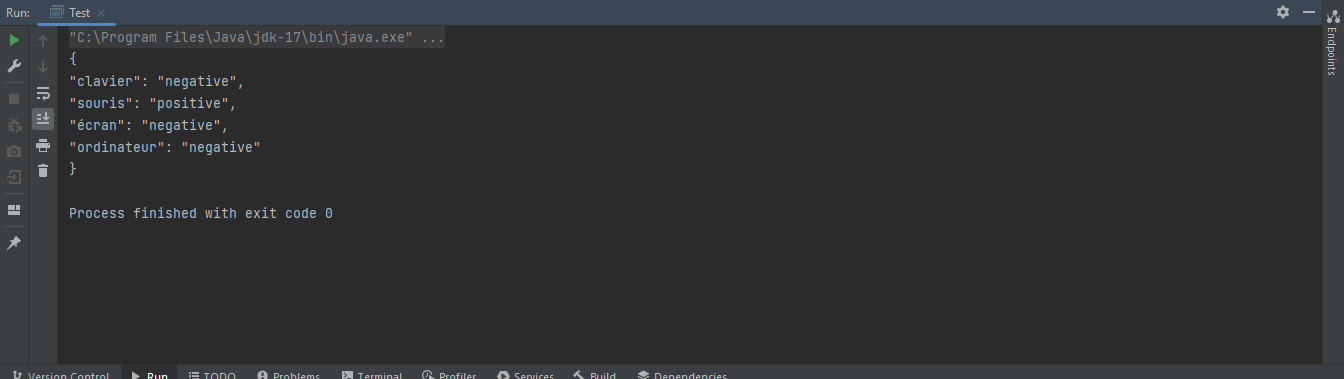 Run: Test
"C:\Program Files\Java\jdk-17\bin\java.exe" ...
{
"clavier": "negative",
"souris": "positive",
"écran": "negative",
"ordinateur": "negative"
}
Process finished with exit code 0
Endpoints
Version Control Run TODO Problems Terminal Profiler Services Build Dependencies